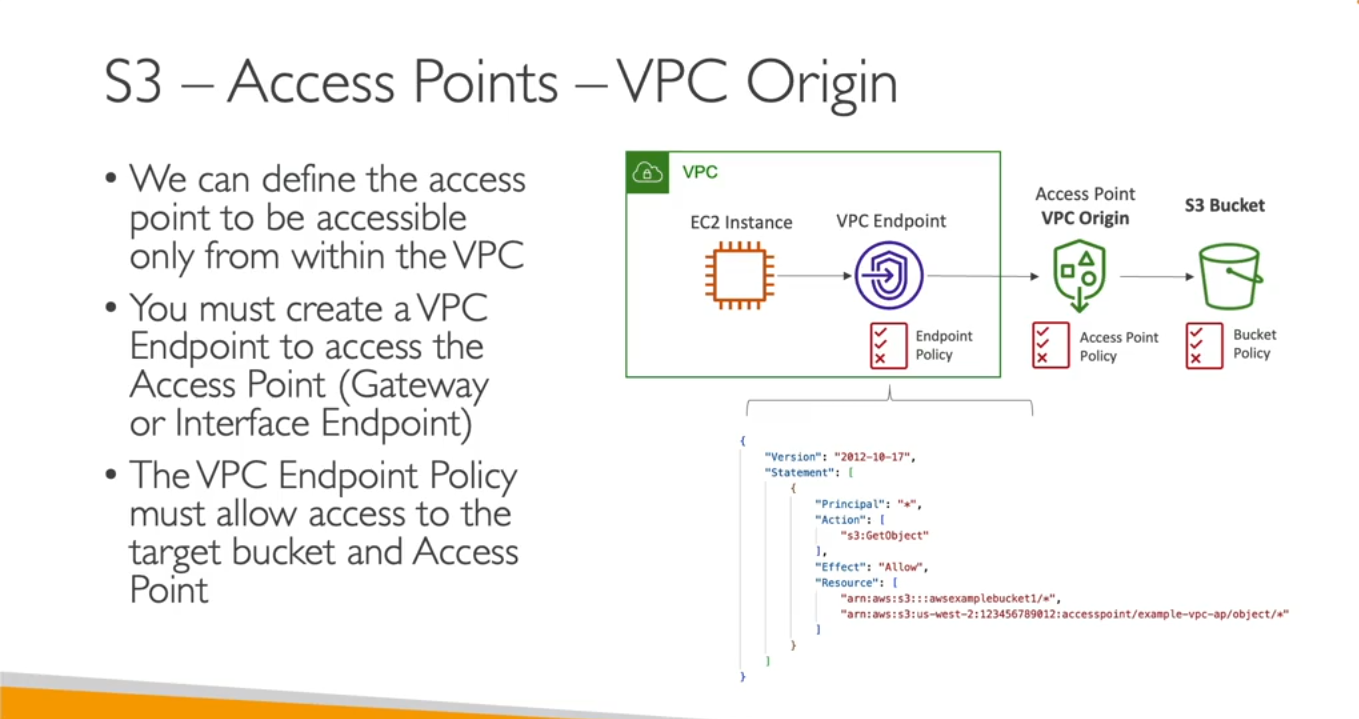 S3 – Access Points – VPC Origin
• We can define the access
point to be accessible
only from within the VPC
• You must create a VPC
Endpoint to access the
Access Point (Gateway
or Interface Endpoint)
• The VPC Endpoint Policy
must allow access to the
target bucket and Access
Point
VPC
EC2 Instance
VPC Endpoint
Access Point
VPC Origin
S3 Bucket
Endpoint
Policy
Access Point
Policy
Bucket
Policy
{
"Version": "2012-10-17",
"Statement": [
{
"Principal": "*",
"Action": [
"s3:GetObject"
],
"Effect": "Allow",
"Resource": [
"arn:aws:s3:::awsexamplebucket1/*",
"arn:aws:s3:us-west-2:123456789012:accesspoint/example-vpc-ap/object/*"
]
}
]
}